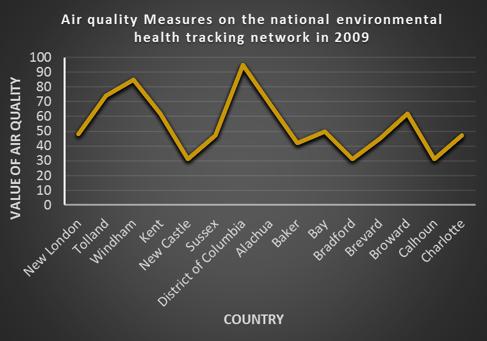 Air quality Measures on the national environmental
health tracking network in 2009
VALUE OF AIR QUALITY
100
90
80
70
60
50
40
30
20
10
0
New London
Tolland
Windham
Kent
New Castle
Sussex
District of Columbia
Alachua
Baker
Bay
Bradford
Brevard
Broward
Calhoun
Charlotte
COUNTRY